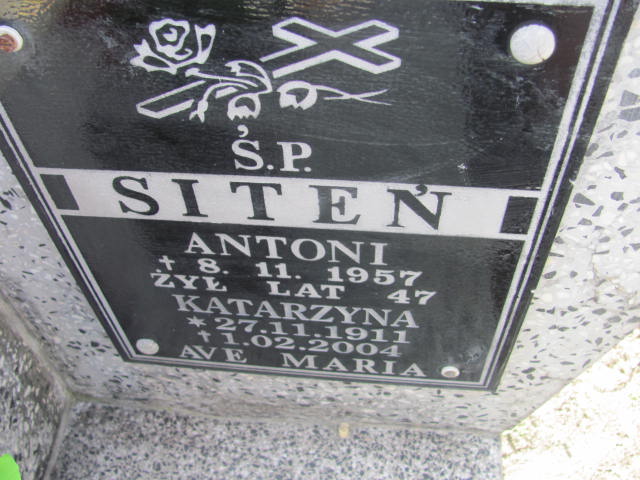 Ś.P.
SITEŃ
ANTONI
† 8. 11. 1957
ŻYŁ LAT 47
KATARZYNA
*27.11.1911
†1.02.2004
AVE MARIA